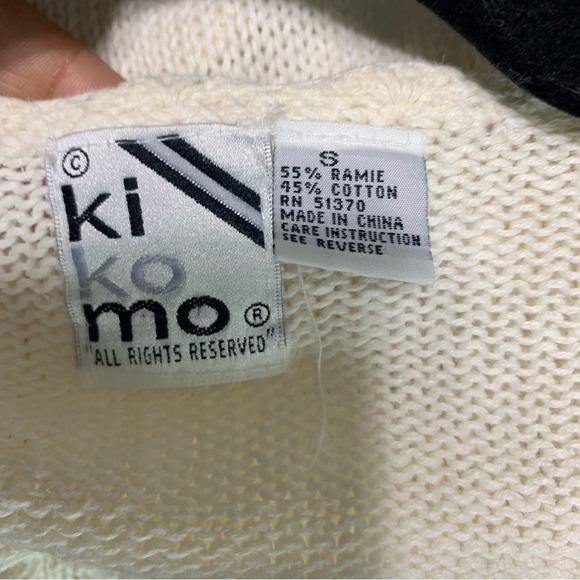 ©
ki
ko
mo ®
"ALL RIGHTS RESERVED"
S
55% RAMIE
45% COTTON
RN 51370
MADE IN CHINA
CARE INSTRUCTION
SEE REVERSE